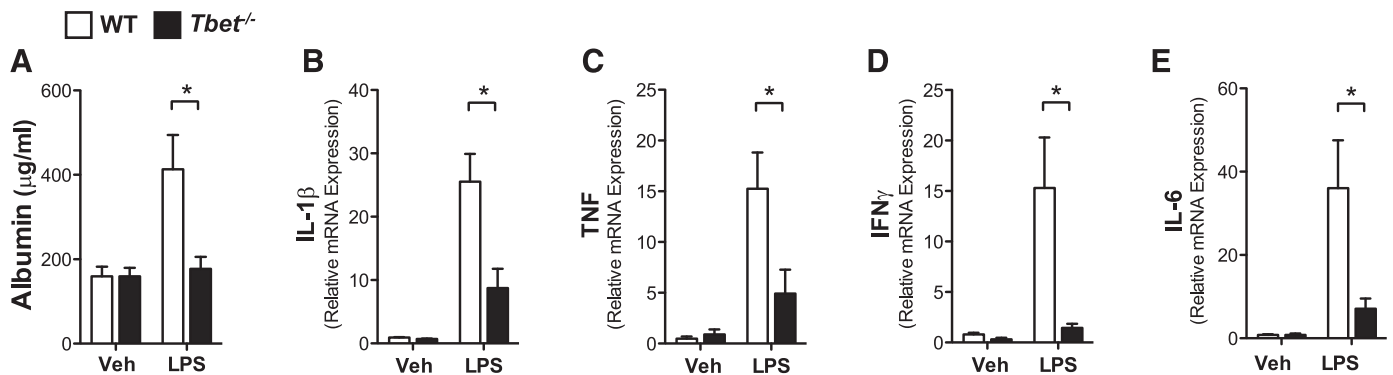 WT Tbet-/-
A
Albumin (μg/ml)
600
400
200
0
*
Veh LPS
B
IL-1β
(Relative mRNA Expression)
40
30
20
10
0
*
Veh LPS
C
TNF
(Relative mRNA Expression)
25
20
15
10
5
0
*
Veh LPS
D
IFNγ
(Relative mRNA Expression)
25
20
15
10
5
0
*
Veh LPS
E
IL-6
(Relative mRNA Expression)
60
40
20
0
*
Veh LPS